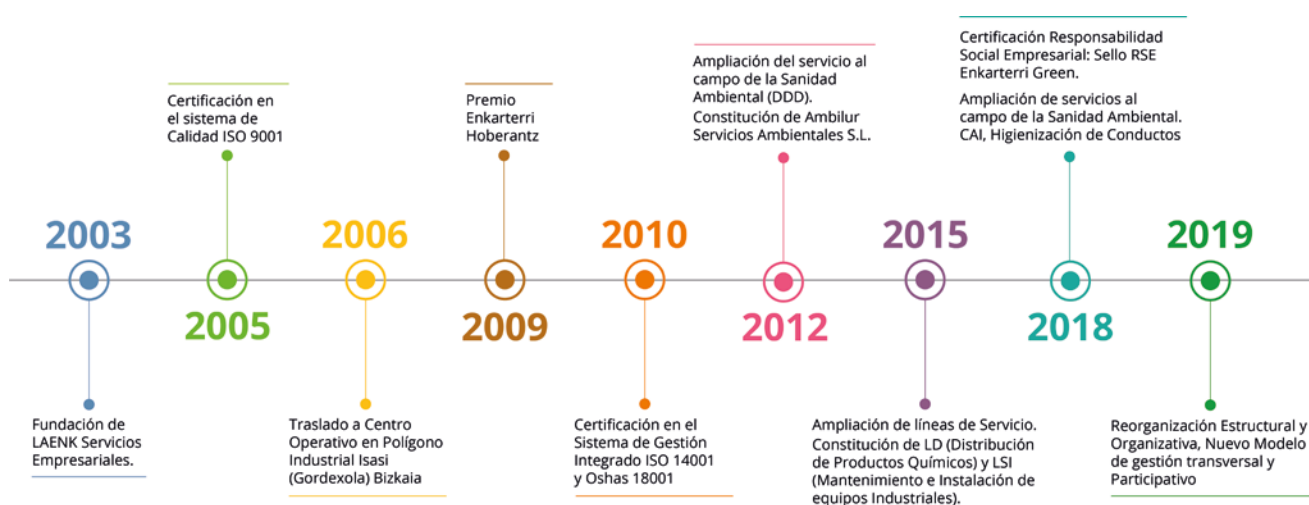 2003
Fundación de
LAENK Servicios
Empresariales.
Certificación en
el sistema de
Calidad ISO 9001
2005
2006
Traslado a Centro
Operativo en Polígono
Industrial Isasi
(Gordexola) Bizkaia
Premio
Enkarterri
Hoberantz
2009
2010
Certificación en el
Sistema de Gestión
Integrado ISO 14001
y Oshas 18001
Ampliación del servicio al
campo de la Sanidad
Ambiental (DDD).
Constitución de Ambilur
Servicios Ambientales S.L.
2012
2015
Ampliación de líneas de Servicio.
Constitución de LD (Distribución
de Productos Químicos) y LSI
(Mantenimiento e Instalación de
equipos Industriales).
Certificación Responsabilidad
Social Empresarial: Sello RSE
Enkarterri Green.
Ampliación de servicios al
campo de la Sanidad Ambiental.
CAI, Higienización de Conductos
2018
2019
Reorganización Estructural y
Organizativa, Nuevo Modelo
de gestión transversal y
Participativo